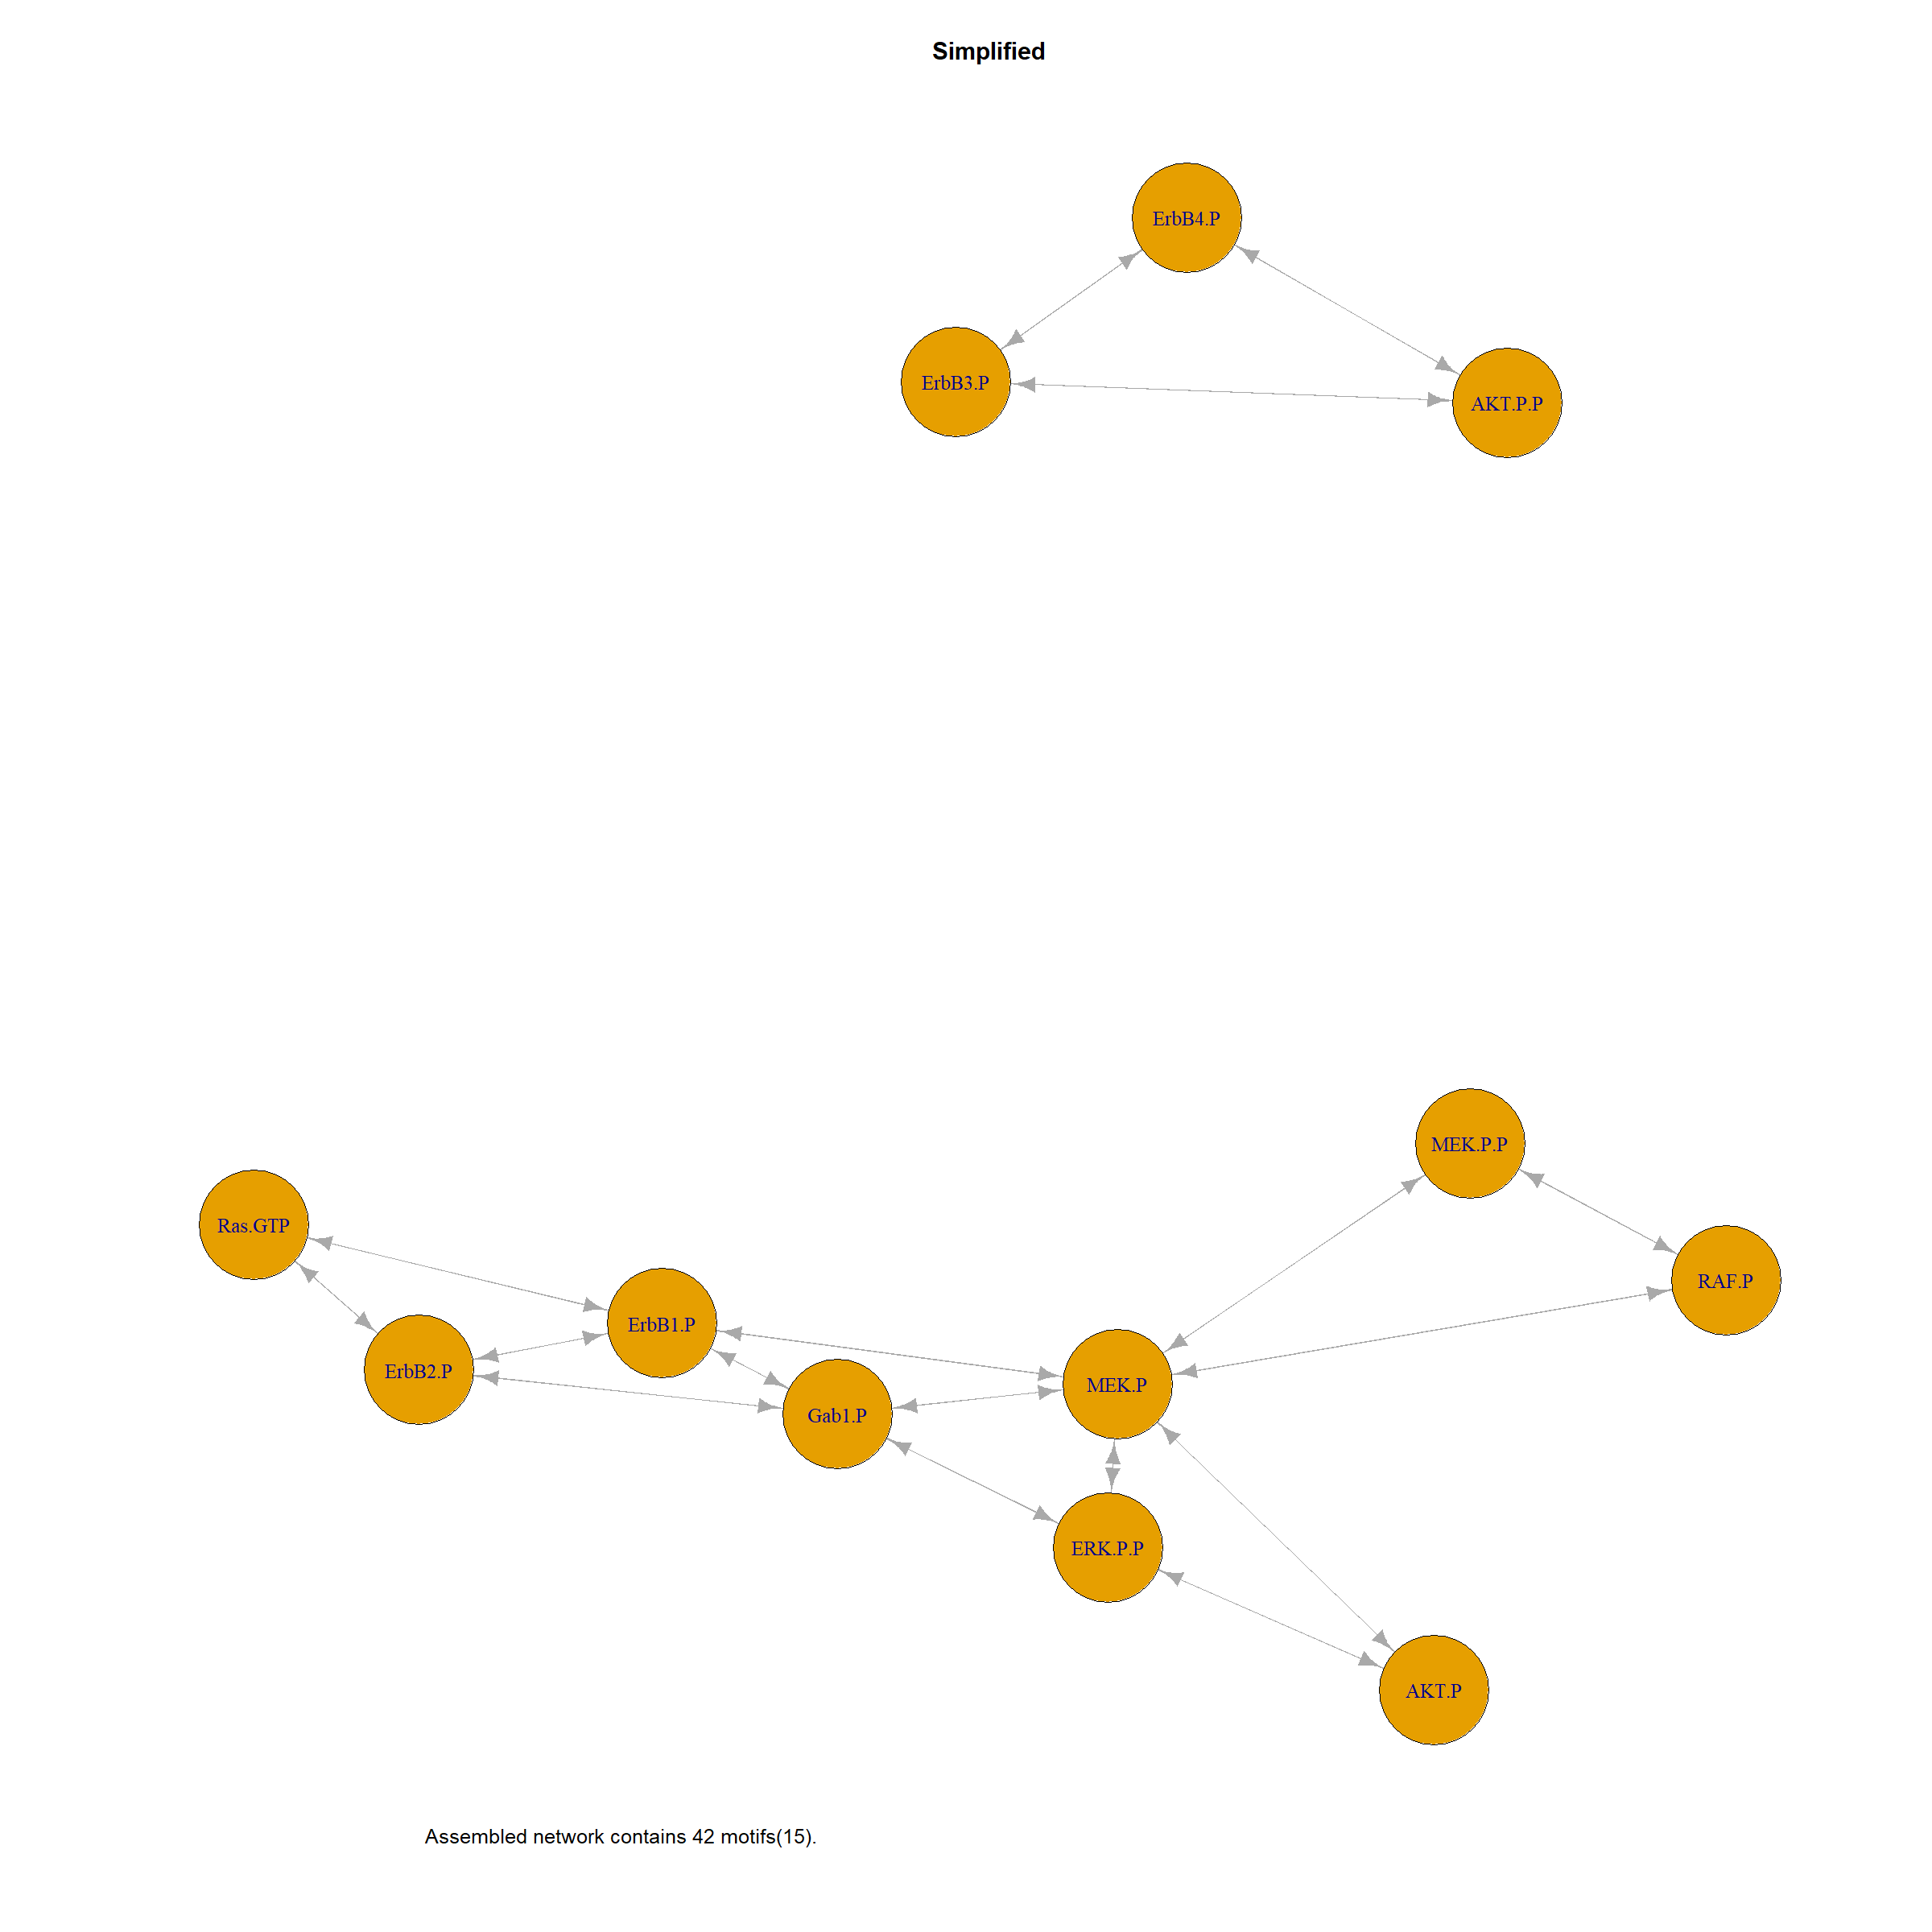 Simplified
ErbB4.P
ErbB3.P
AKT.P.P
MEK.P.P
Ras.GTP
RAF.P
ErbB1.P
ErbB2.P
MEK.P
Gab1.P
ERK.P.P
AKT.P
Assembled network contains 42 motifs(15).